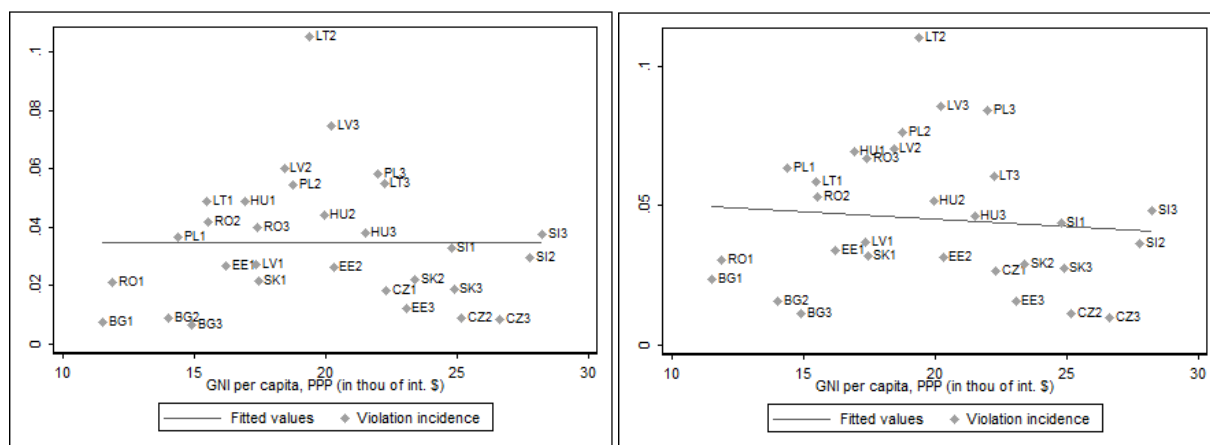 .1
.08
.06
.04
.02
0
LT2
LV3
LV2
PL3
PL2
LT3
LT1
HU1
HU2
RO2
RO3
HU3
PL1
SI3
SI1
SI2
EE1
LV1
EE2
SK1
SK2
RO1
CZ1
SK3
EE3
BG1
BG2
BG3
CZ2
CZ3
10
15
20
25
30
GNI per capita, PPP (in thou of int. $)
Fitted values
Violation incidence
.1
.05
0
LT2
LV3
PL3
PL2
HU1
LV2
RO3
PL1
LT1
LT3
RO2
HU2
SI3
HU3
SI1
LV1
SI2
EE1
SK1
EE2
RO1
SK2
CZ1
SK3
BG1
BG2
EE3
BG3
CZ2
CZ3
10
15
20
25
30
GNI per capita, PPP (in thou of int. $)
Fitted values
Violation incidence